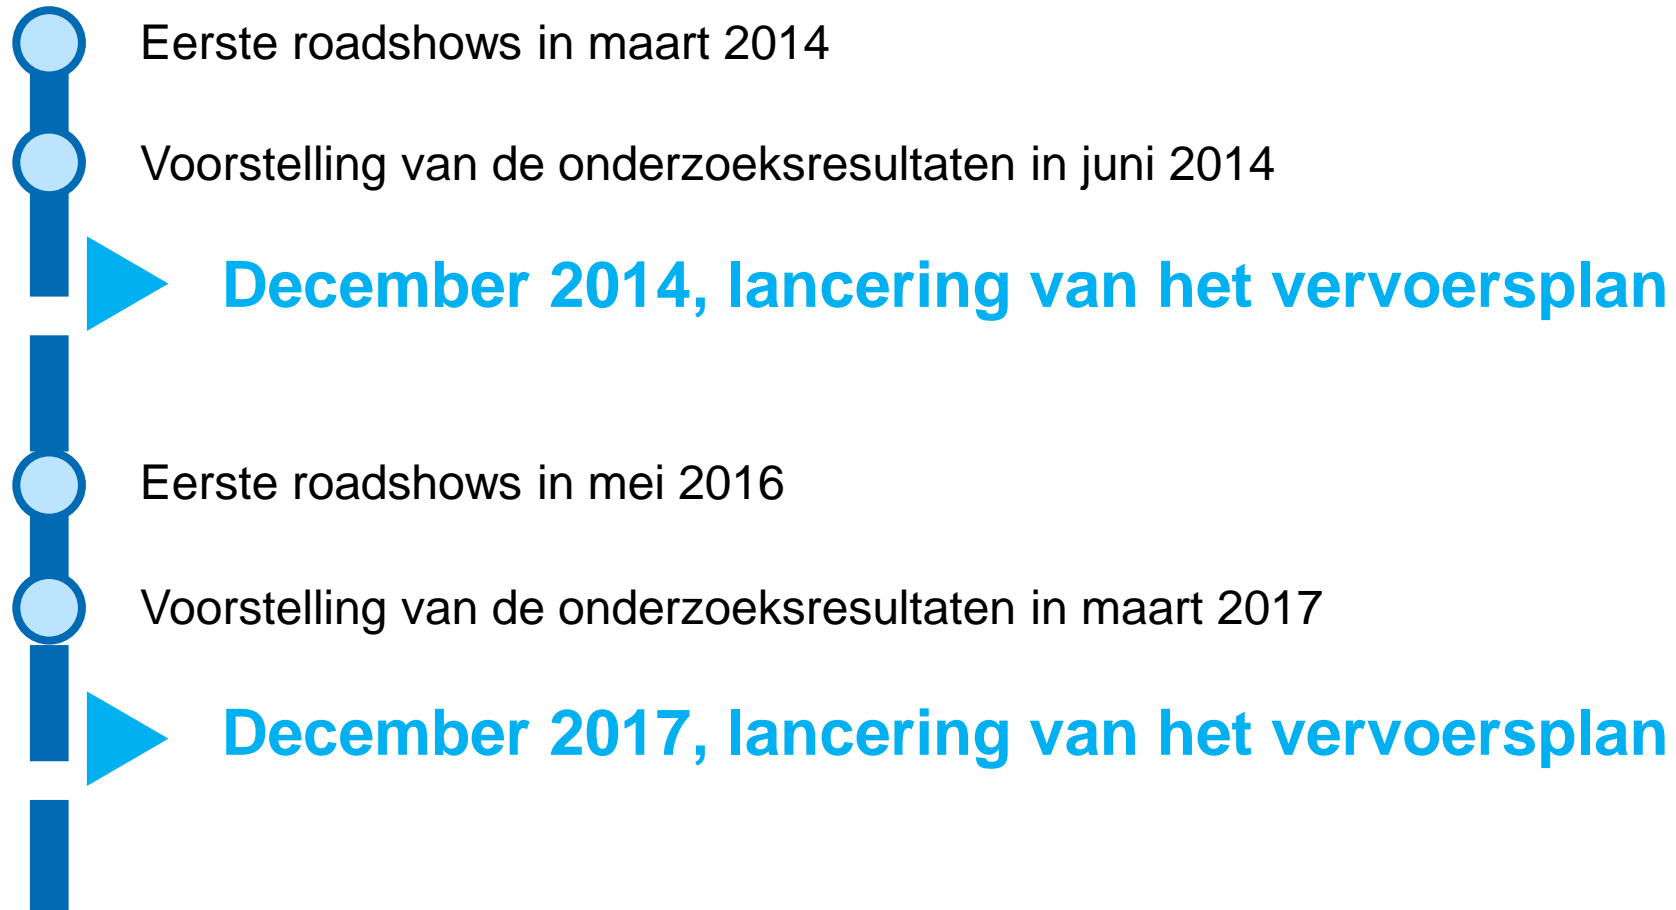 Eerste roadshows in maart 2014
Voorstelling van de onderzoeksresultaten in juni 2014
December 2014, lancering van het vervoersplan
Eerste roadshows in mei 2016
Voorstelling van de onderzoeksresultaten in maart 2017
December 2017, lancering van het vervoersplan